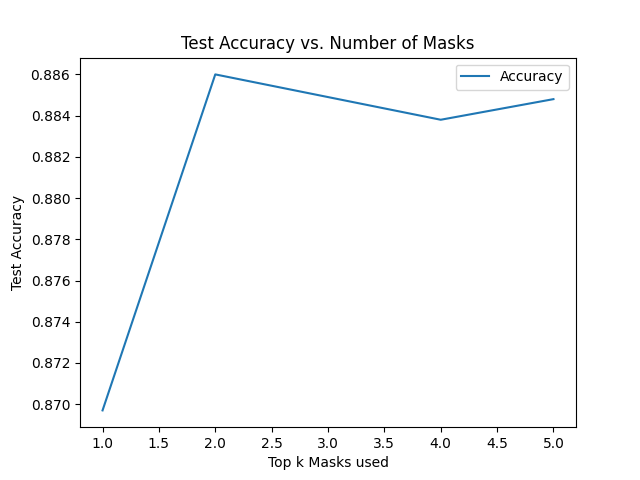 Test Accuracy vs. Number of Masks
Accuracy
0.886
0.884
0.882
0.880
0.878
0.876
0.874
0.872
0.870
Test Accuracy
1.0 1.5 2.0 2.5 3.0 3.5 4.0 4.5 5.0
Top k Masks used